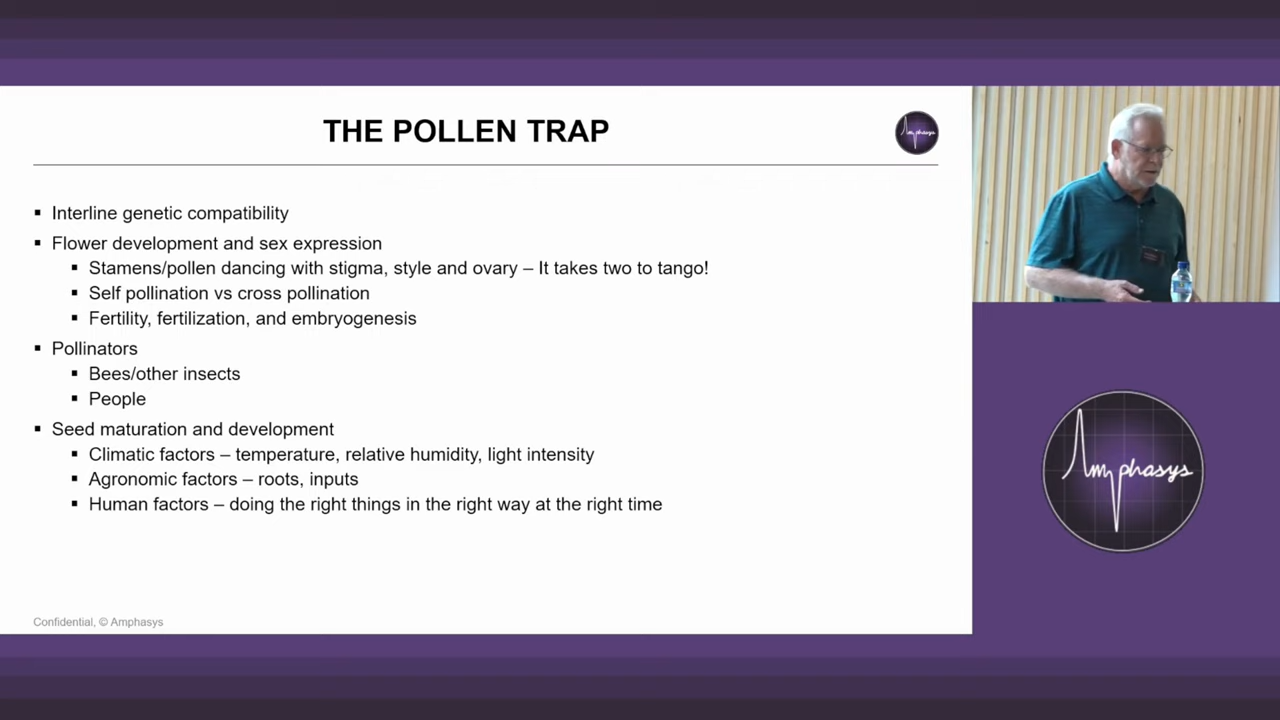 THE POLLEN TRAP
Amphasys
▪ Interline genetic compatibility
▪ Flower development and sex expression
▪ Stamens/pollen dancing with stigma, style and ovary – It takes two to tango!
▪ Self pollination vs cross pollination
▪ Fertility, fertilization, and embryogenesis
▪ Pollinators
▪ Bees/other insects
▪ People
▪ Seed maturation and development
▪ Climatic factors – temperature, relative humidity, light intensity
▪ Agronomic factors – roots, inputs
▪ Human factors – doing the right things in the right way at the right time
Confidential, © Amphasys
Amphasys